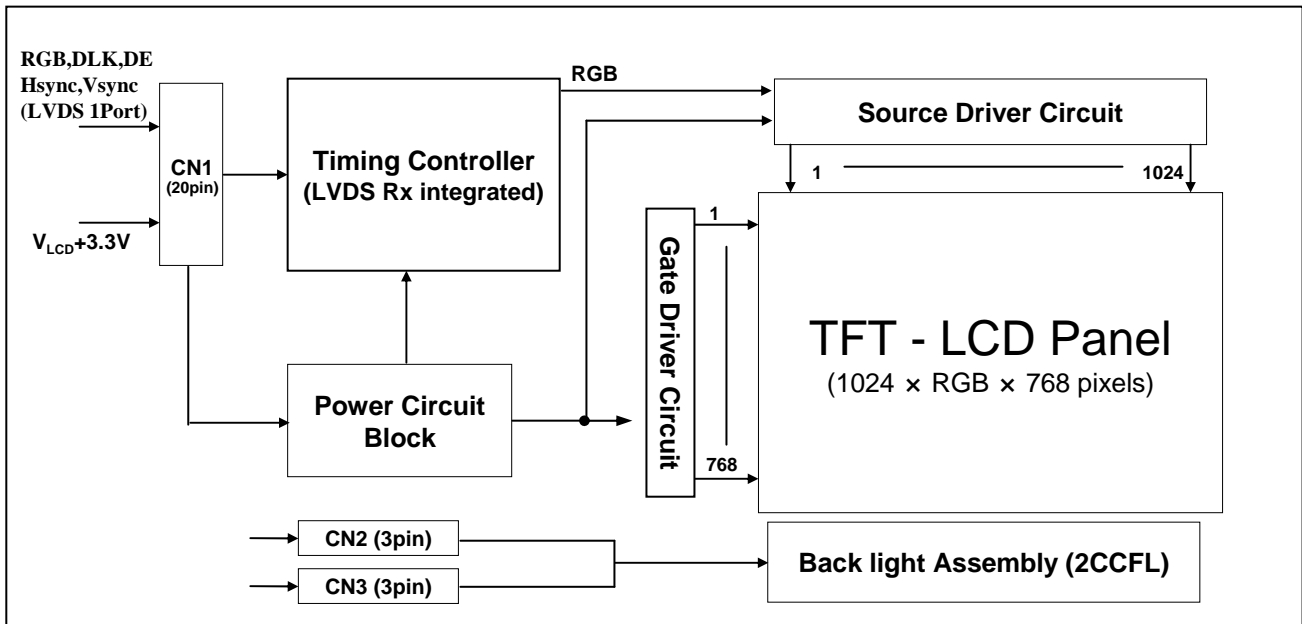 RGB,DLK,DE
Hsync,Vsync
(LVDS 1Port)
CN1
(20pin)
V_LCD+3.3V
Timing Controller
(LVDS Rx integrated)
RGB
Source Driver Circuit
1
1024
Gate Driver Circuit
1
768
TFT - LCD Panel
(1024 × RGB × 768 pixels)
Power Circuit
Block
CN2 (3pin)
CN3 (3pin)
Back light Assembly (2CCFL)